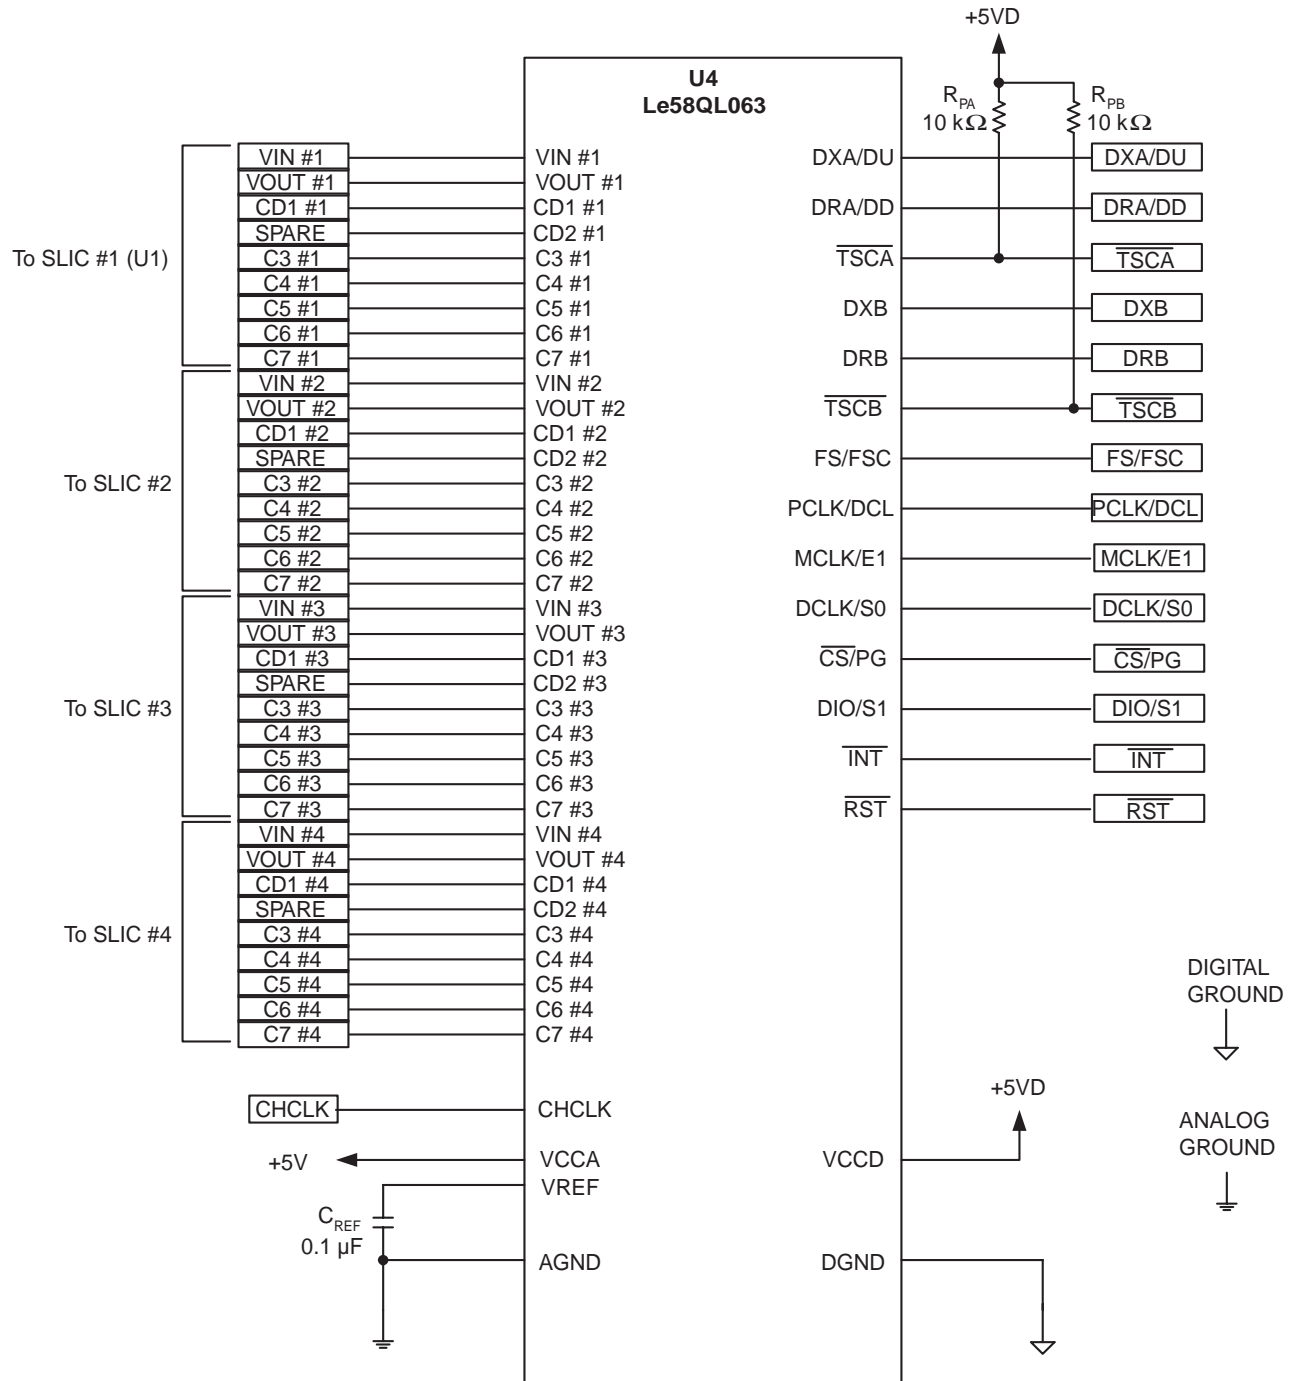 +5VD
U4
Le58QL063
R_PA
10 kΩ
R_PB
10 kΩ
VIN #1 VIN #1 DXA/DU DXA/DU
VOUT #1 VOUT #1
CD1 #1 CD1 #1 DRA/DD DRA/DD
SPARE CD2 #1
To SLIC #1 (U1) C3 #1 C3 #1 TSCA TSCA
C4 #1 C4 #1
C5 #1 C5 #1 DXB DXB
C6 #1 C6 #1
C7 #1 C7 #1 DRB DRB
VIN #2 VIN #2
VOUT #2 VOUT #2 TSCB TSCB
CD1 #2 CD1 #2
SPARE CD2 #2 FS/FSC FS/FSC
To SLIC #2 C3 #2 C3 #2
C4 #2 C4 #2 PCLK/DCL PCLK/DCL
C5 #2 C5 #2
C6 #2 C6 #2 MCLK/E1 MCLK/E1
C7 #2 C7 #2
VIN #3 VIN #3 DCLK/S0 DCLK/S0
VOUT #3 VOUT #3
CD1 #3 CD1 #3 CS/PG CS/PG
SPARE CD2 #3
To SLIC #3 C3 #3 C3 #3 DIO/S1 DIO/S1
C4 #3 C4 #3
C5 #3 C5 #3 INT INT
C6 #3 C6 #3
C7 #3 C7 #3 RST RST
VIN #4 VIN #4
VOUT #4 VOUT #4
CD1 #4 CD1 #4
SPARE CD2 #4
To SLIC #4 C3 #4 C3 #4
C4 #4 C4 #4
C5 #4 C5 #4
C6 #4 C6 #4
C7 #4 C7 #4
DIGITAL
GROUND
+5VD
CHCLK CHCLK
ANALOG
GROUND
+5V VCCA VCCD
VREF
C_REF
0.1 µF
AGND DGND